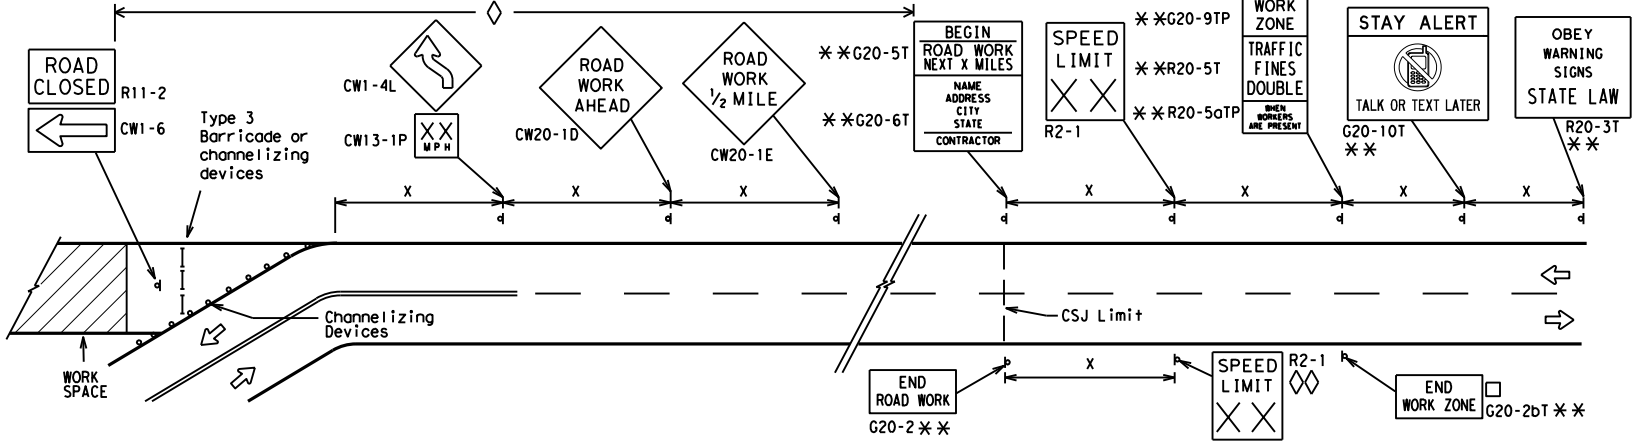 ROAD
CLOSED
R11-2
CW1-6
Type 3
Barricade or
channelizing
devices
CW1-4L
XX
MPH
CW13-1P
ROAD
WORK
AHEAD
CW20-1D
ROAD
WORK
1/2 MILE
CW20-1E
**G20-5T
**G20-6T
BEGIN
ROAD WORK
NEXT X MILES
NAME
ADDRESS
CITY
STATE
CONTRACTOR
SPEED
LIMIT
XX
R2-1
**G20-9TP
**R20-5T
**R20-5aTP
WORK
ZONE
TRAFFIC
FINES
DOUBLE
WHEN
WORKERS
ARE PRESENT
STAY ALERT
TALK OR TEXT LATER
G20-10T
**
OBEY
WARNING
SIGNS
STATE LAW
R20-3T
**
X
X
X
X
X
X
X
Channelizing
Devices
CSJ Limit
WORK
SPACE
X
END
ROAD WORK
G20-2 **
SPEED
LIMIT
XX
R2-1
END
WORK ZONE
G20-2bT **